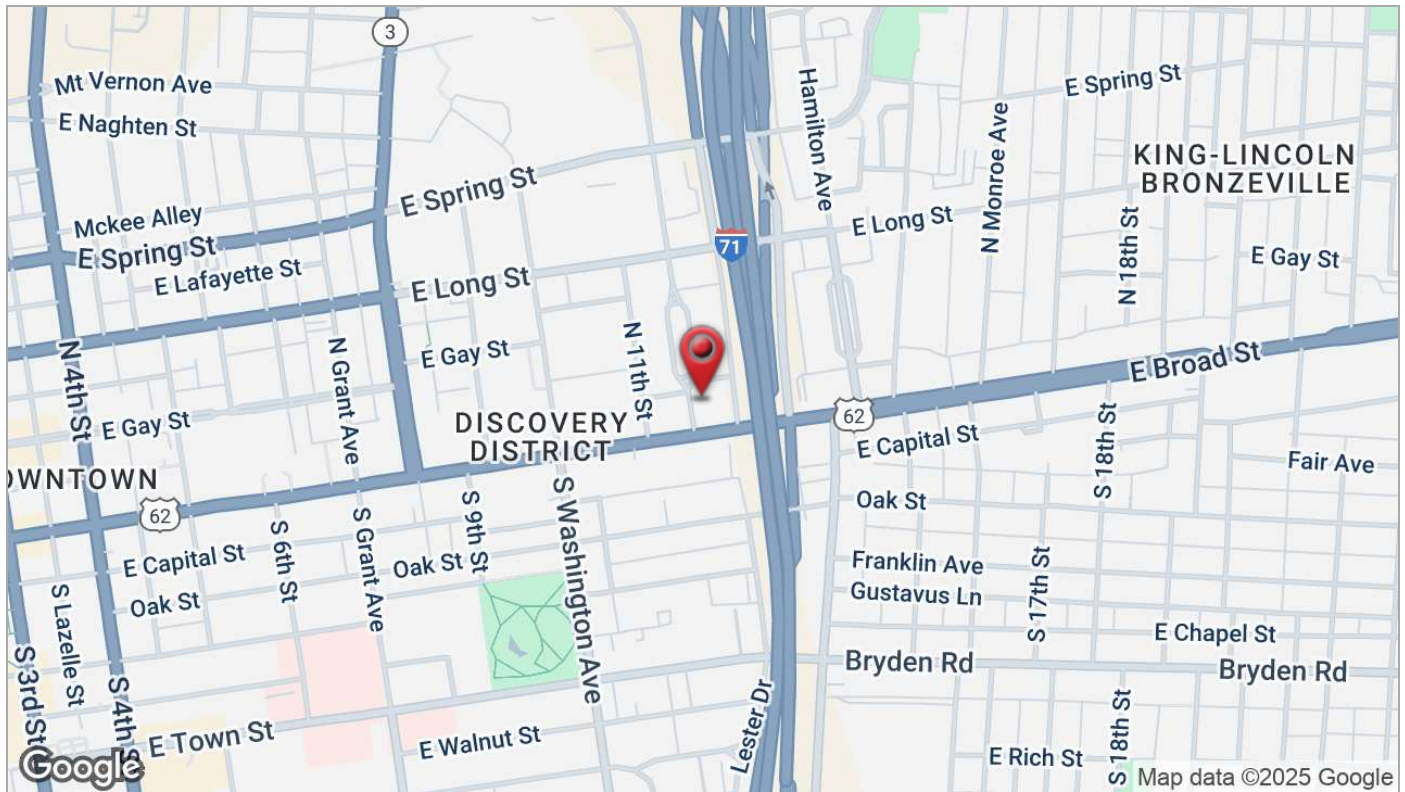 3
Mt Vernon Ave
E Naghten St
Hamilton Ave
E Spring St
N Monroe Ave
KING-LINCOLN
BRONZEVILLE
E Spring St
Mckee Alley
E Spring St
E Long St
N 18th St
E Lafayette St
71
E Gay St
E Long St
N 4th St
N Grant Ave
E Gay St
N 11th St
E Broad St
E Gay St
DISCOVERY
DISTRICT
62
E Capital St
S 18th St
Fair Ave
OWNTOWN
62
S 6th St
S Grant Ave
S 9th St
S Washington Ave
Oak St
E Capital St
Oak St
Oak St
Franklin Ave
Gustavus Ln
S 17th St
S Lazelle St
E Chapel St
S 3rd St
S 4th St
Bryden Rd
Bryden Rd
Lester Dr
S 18th St
E Town St
E Walnut St
E Rich St
Google
Map data ©2025 Google